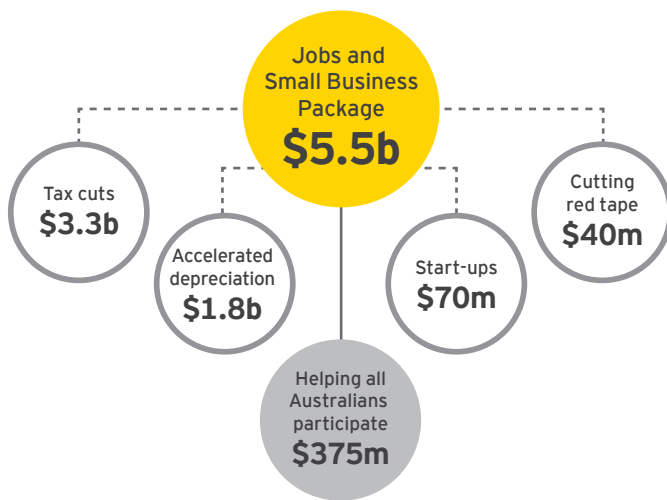 Jobs and
Small Business
Package
$5.5b
Tax cuts
$3.3b
Accelerated
depreciation
$1.8b
Start-ups
$70m
Cutting
red tape
$40m
Helping all
Australians
participate
$375m